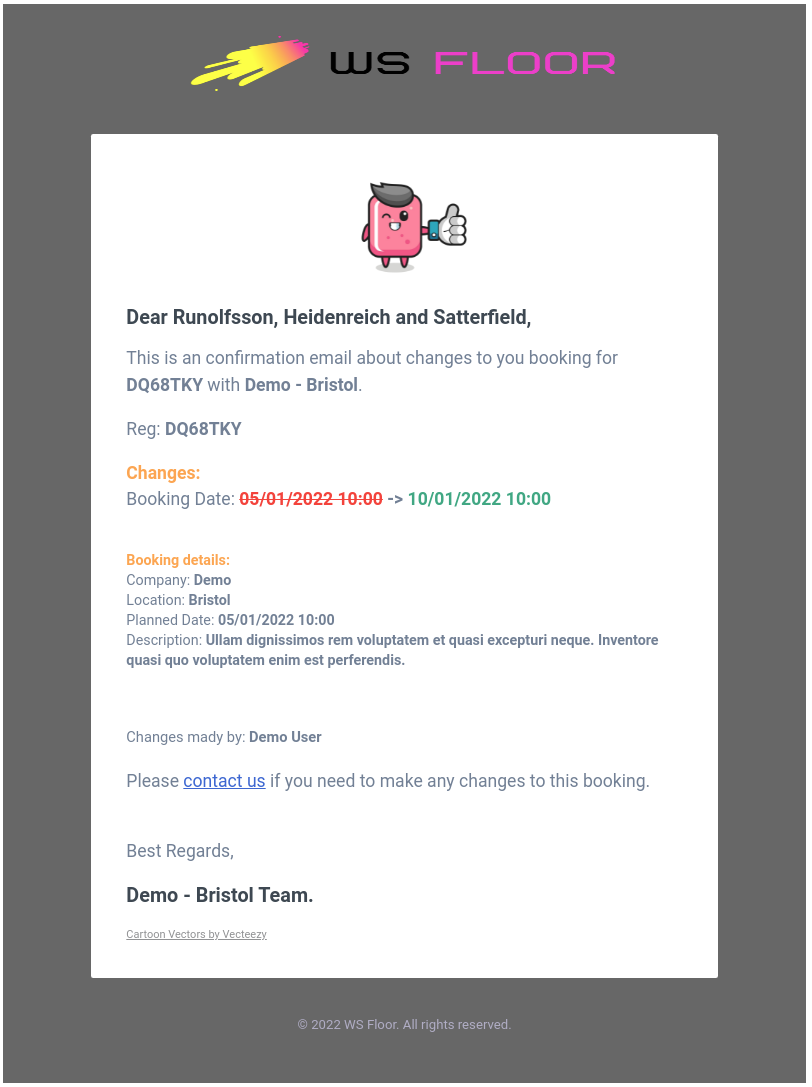 WS FLOOR
Dear Runolfsson, Heidenreich and Satterfield,
This is an confirmation email about changes to you booking for
DQ68TKY with Demo - Bristol.
Reg: DQ68TKY
Changes:
Booking Date: 05/01/2022 10:00 -> 10/01/2022 10:00
Booking details:
Company: Demo
Location: Bristol
Planned Date: 05/01/2022 10:00
Description: Ullam dignissimos rem voluptatem et quasi excepturi neque. Inventore
quasi quo voluptatem enim est perferendis.
Changes mady by: Demo User
Please contact us if you need to make any changes to this booking.
Best Regards,
Demo - Bristol Team.
Cartoon Vectors by Vecteezy
© 2022 WS Floor. All rights reserved.